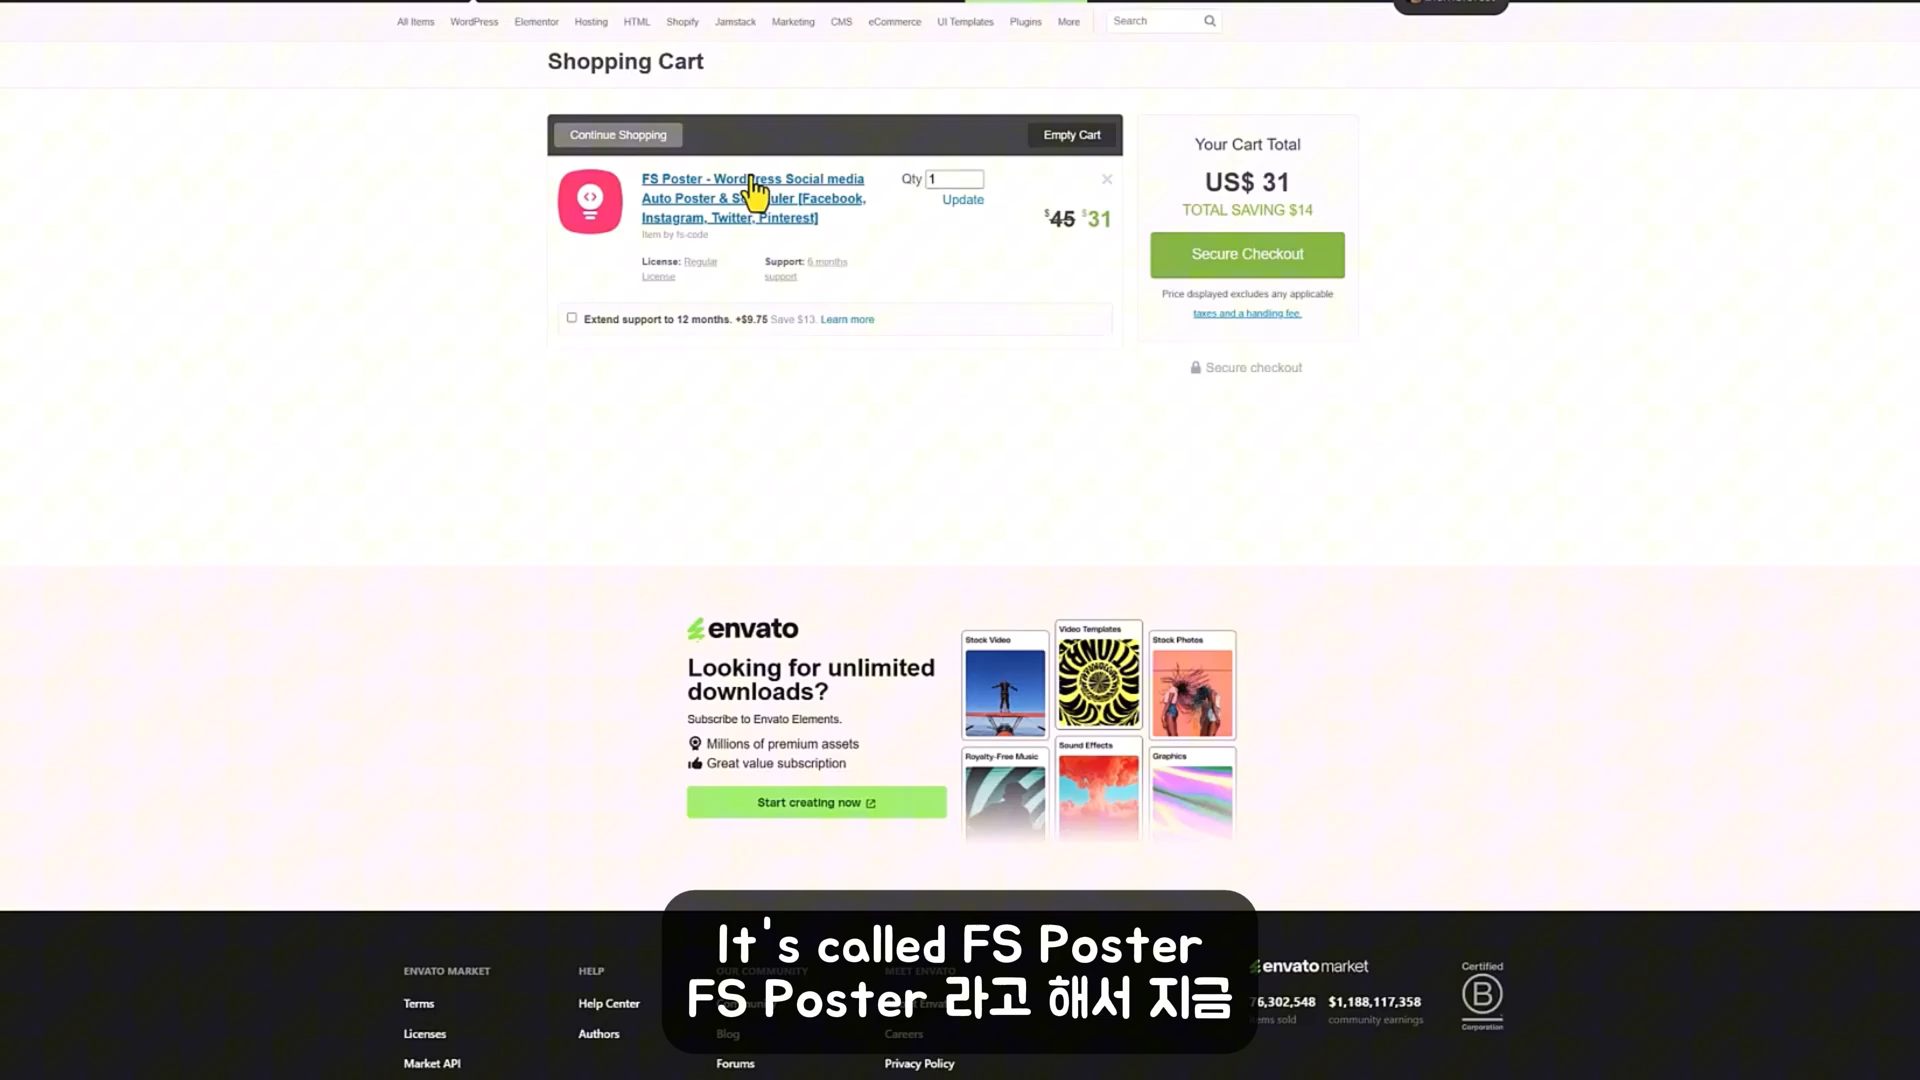 All Items WordPress Elementor Hosting HTML Shopify Jamstack Marketing CMS eCommerce UI Templates Plugins More Search
Shopping Cart
Continue Shopping
Empty Cart
FS Poster - WordPress Social media
Auto Poster & Scheduler [Facebook,
Instagram, Twitter, Pinterest]
Item by fs-code
License: Regular
License
Support: 6 months
support
Qty 1
Update
$45 $31
Extend support to 12 months. +$9.75 Save $13. Learn more
Your Cart Total
US$ 31
TOTAL SAVING $14
Secure Checkout
Price displayed excludes any applicable
taxes and a handling fee.
Secure checkout
envato
Looking for unlimited
downloads?
Subscribe to Envato Elements.
Millions of premium assets
Great value subscription
Start creating now
Stock Video
Video Templates
Stock Photos
Royalty-Free Music
Sound Effects
Graphics
It's called FS Poster
FS Poster 라고 해서 지금
ENVATO MARKET
Terms
Licenses
Market API
HELP
Help Center
Authors
OUR COMMUNITY
Blog
Forums
MEET ENVATO
Careers
Privacy Policy
envato market
76,302,548
items sold
$1,188,117,358
community earnings
Certified
B
Corporation